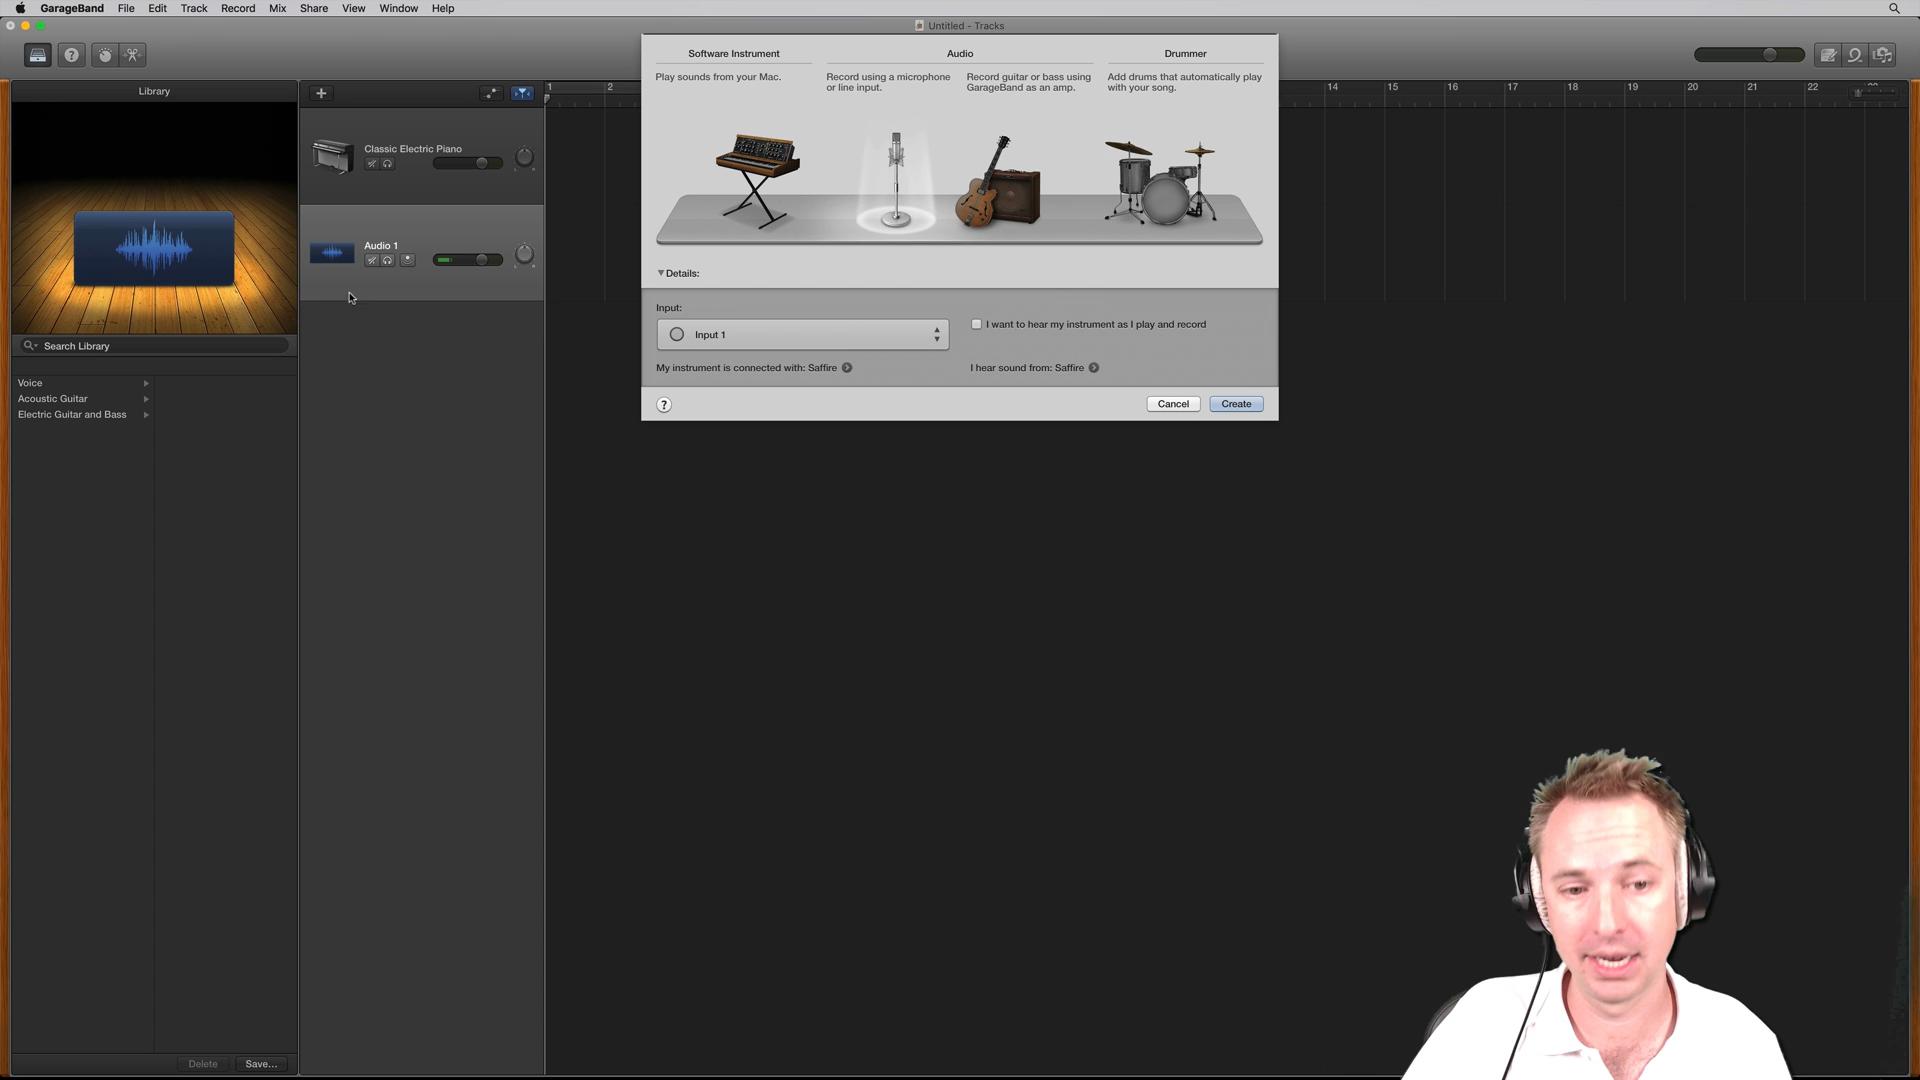 GarageBand File Edit Track Record Mix Share View Window Help
Untitled - Tracks
Library
1 2 14 15 16 17 18 19 20 21 22
Software Instrument Audio Drummer
Play sounds from your Mac.
Record using a microphone
or line input.
Record guitar or bass using
GarageBand as an amp.
Add drums that automatically play
with your song.
Classic Electric Piano
Audio 1
Details:
Input:
Input 1
I want to hear my instrument as I play and record
My instrument is connected with: Saffire
I hear sound from: Saffire
? Cancel Create
Search Library
Voice
Acoustic Guitar
Electric Guitar and Bass
Delete Save...